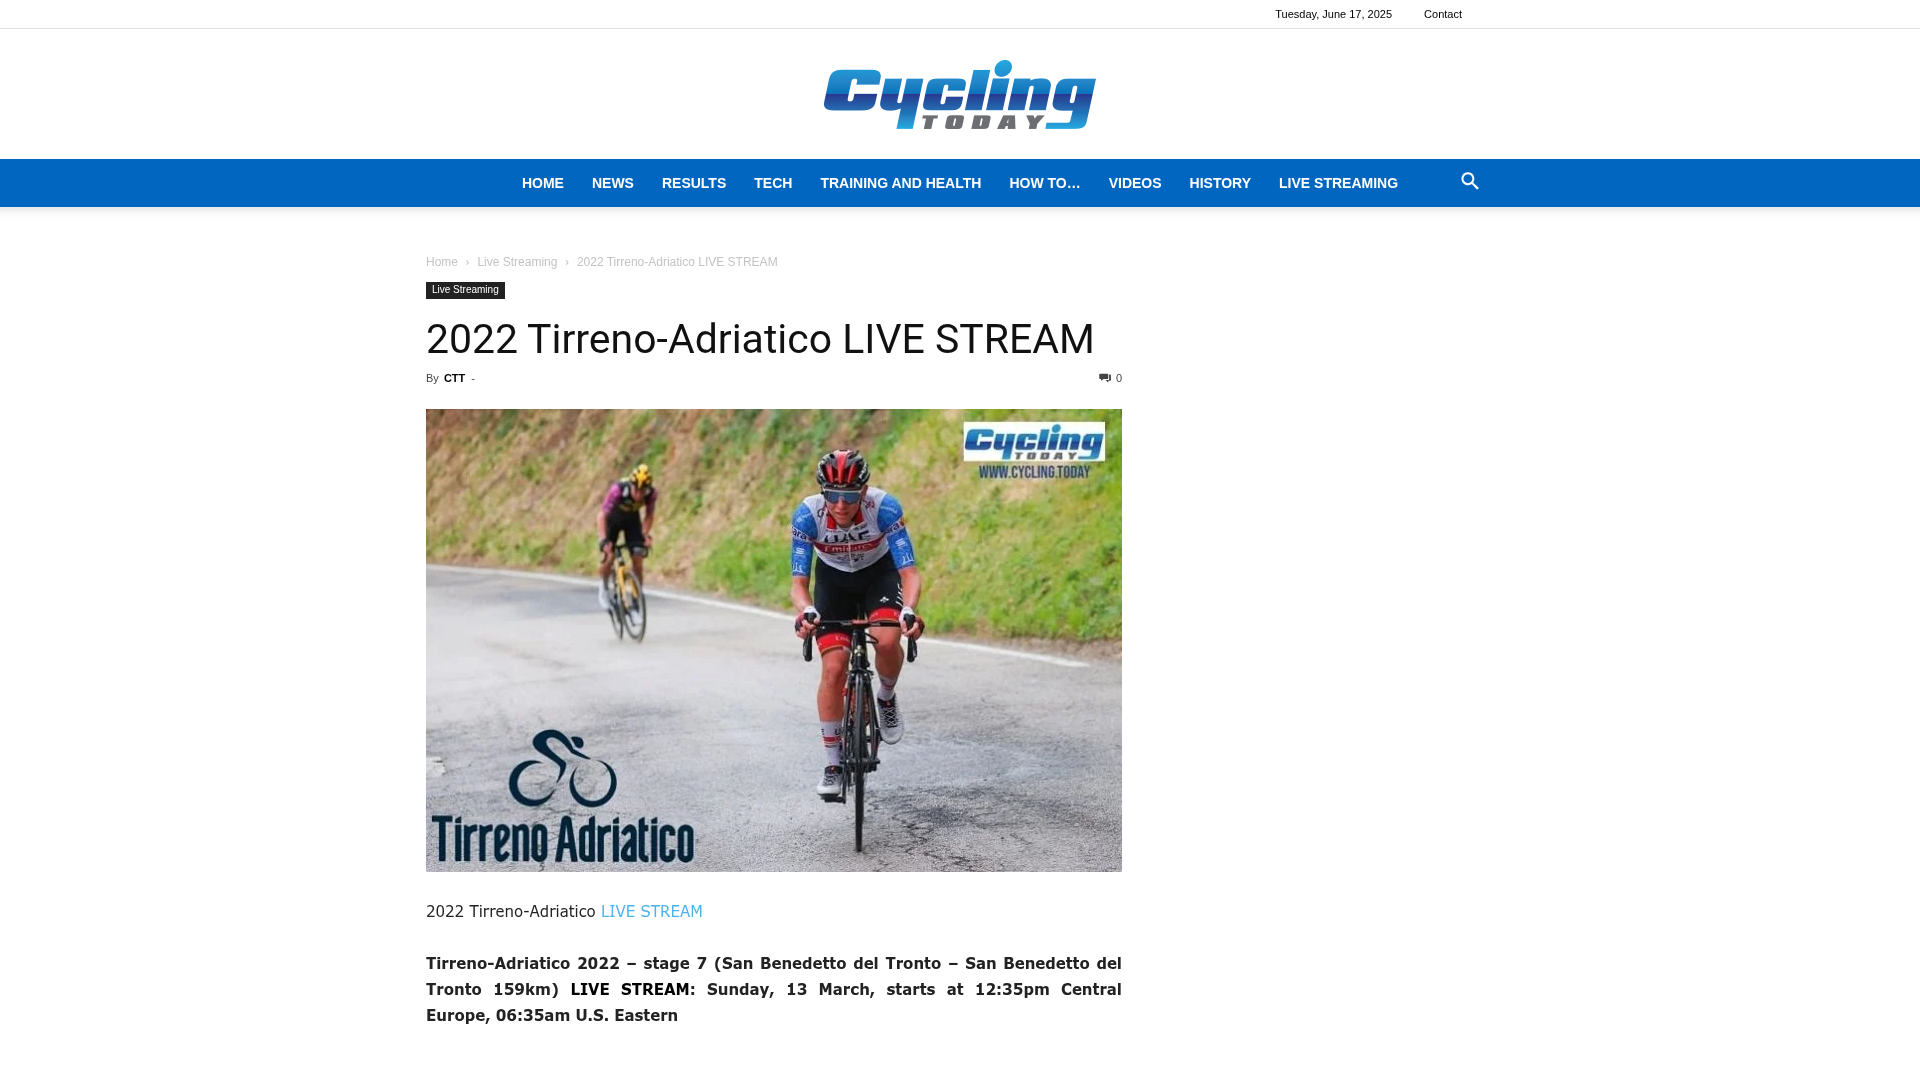 Tuesday, June 17, 2025 Contact
Cycling
TODAY
HOME NEWS RESULTS TECH TRAINING AND HEALTH HOW TO… VIDEOS HISTORY LIVE STREAMING
Home › Live Streaming › 2022 Tirreno-Adriatico LIVE STREAM
Live Streaming
2022 Tirreno-Adriatico LIVE STREAM
By CTT - 0
Cycling
TODAY
WWW.CYCLING.TODAY
UAE
Emirates
Tirreno Adriatico
2022 Tirreno-Adriatico LIVE STREAM
Tirreno-Adriatico 2022 – stage 7 (San Benedetto del Tronto – San Benedetto del
Tronto 159km) LIVE STREAM: Sunday, 13 March, starts at 12:35pm Central
Europe, 06:35am U.S. Eastern